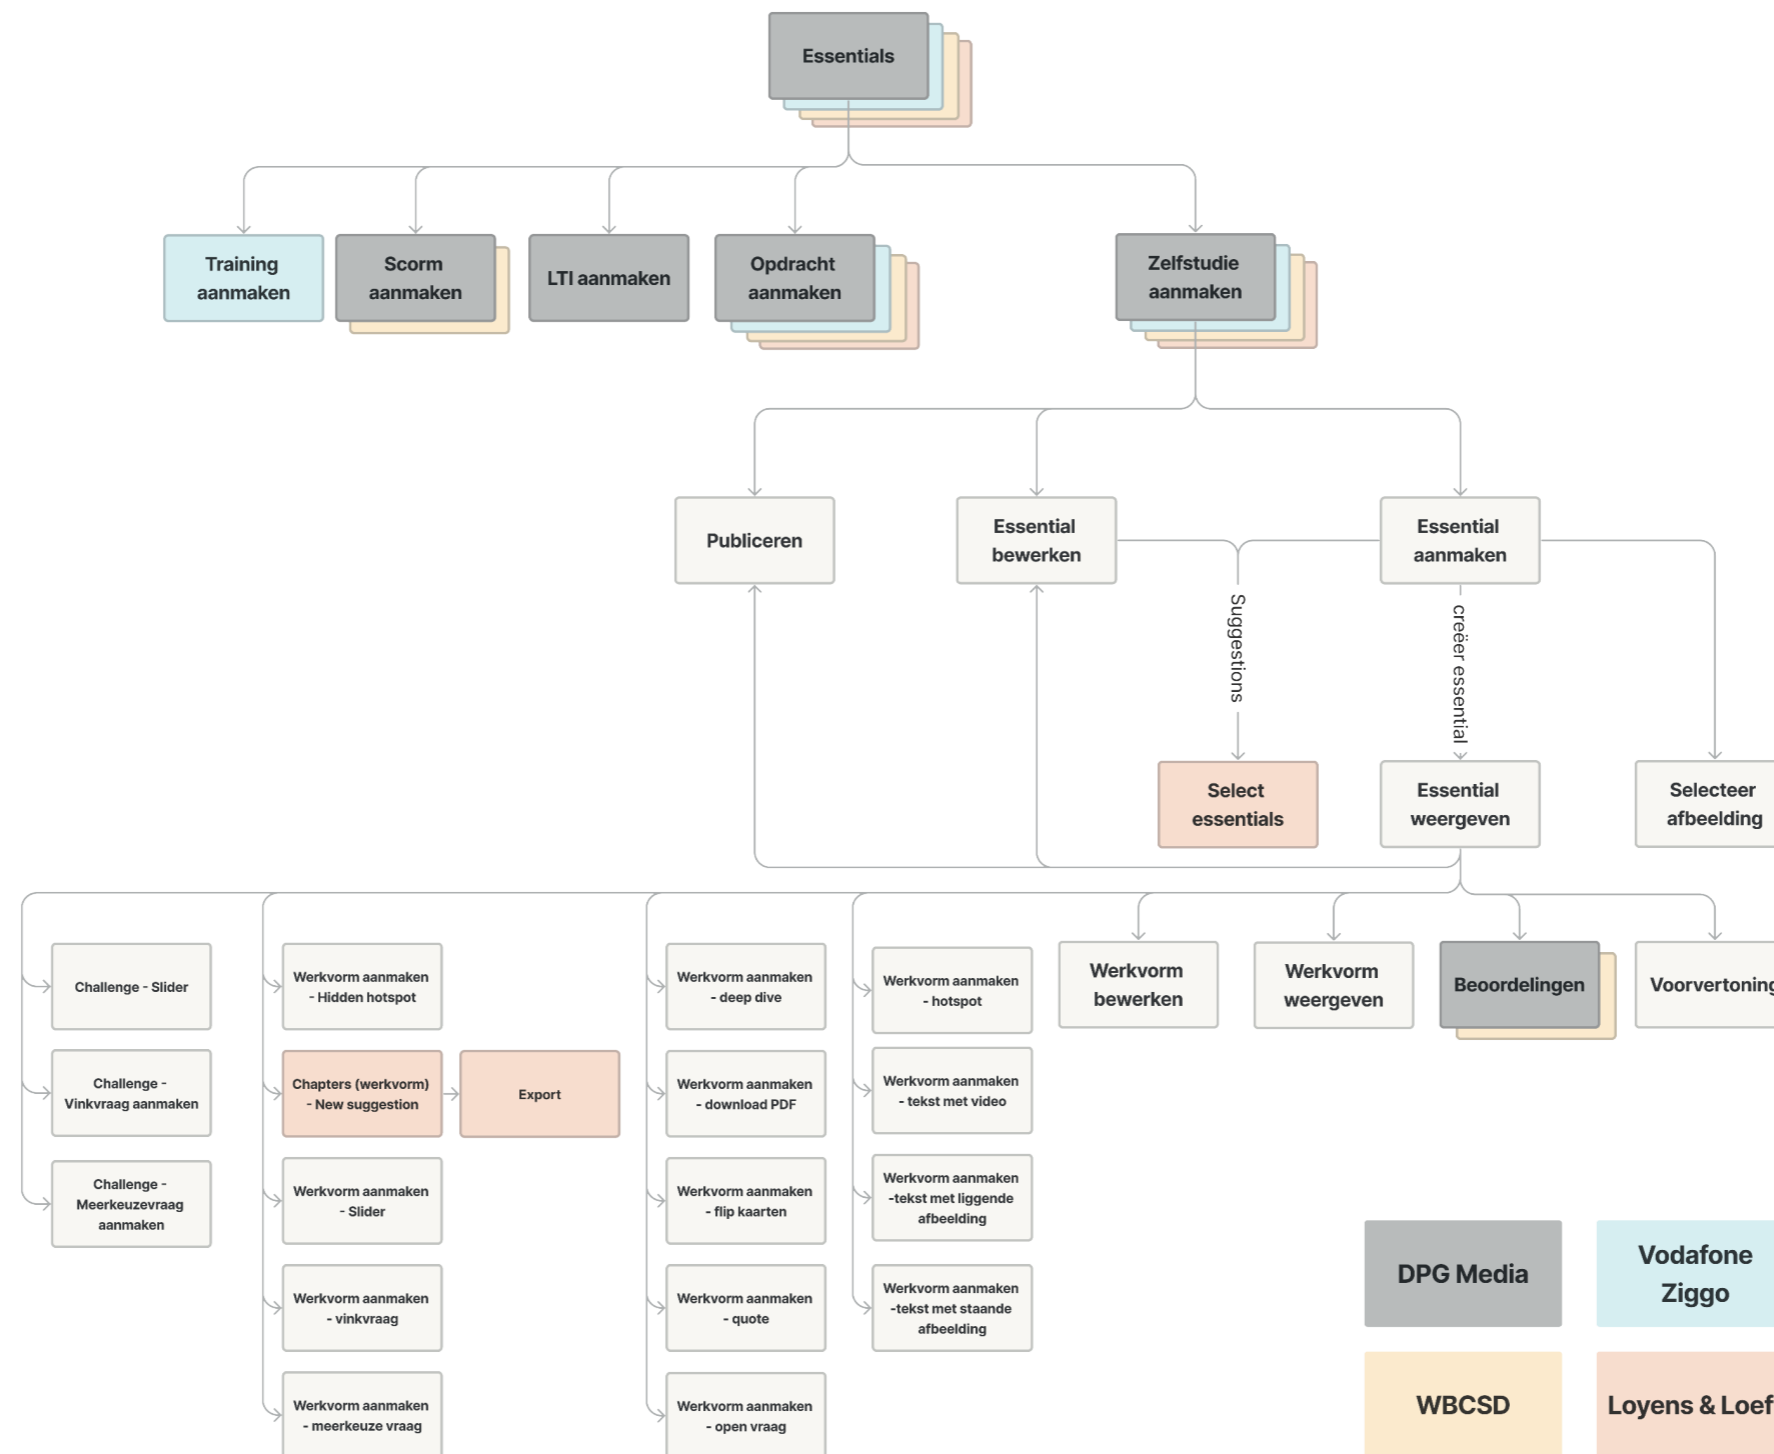 Essentials
Training
aanmaken
Scorm
aanmaken
LTI aanmaken
Opdracht
aanmaken
Zelfstudie
aanmaken
Publiceren
Essential
bewerken
Essential
aanmaken
Suggestions
creëer essential
Select
essentials
Essential
weergeven
Selecteer
afbeelding
Challenge - Slider
Challenge -
Vinkvraag aanmaken
Challenge -
Meerkeuzevraag
aanmaken
Werkvorm aanmaken
- Hidden hotspot
Chapters (werkvorm)
- New suggestion
Export
Werkvorm aanmaken
- Slider
Werkvorm aanmaken
- vinkvraag
Werkvorm aanmaken
- meerkeuze vraag
Werkvorm aanmaken
- deep dive
Werkvorm aanmaken
- download PDF
Werkvorm aanmaken
- flip kaarten
Werkvorm aanmaken
- quote
Werkvorm aanmaken
- open vraag
Werkvorm aanmaken
- hotspot
Werkvorm aanmaken
- tekst met video
Werkvorm aanmaken
-tekst met liggende
afbeelding
Werkvorm aanmaken
-tekst met staande
afbeelding
Werkvorm
bewerken
Werkvorm
weergeven
Beoordelingen
Voorvertoning
DPG Media
Vodafone
Ziggo
WBCSD
Loyens & Loeff